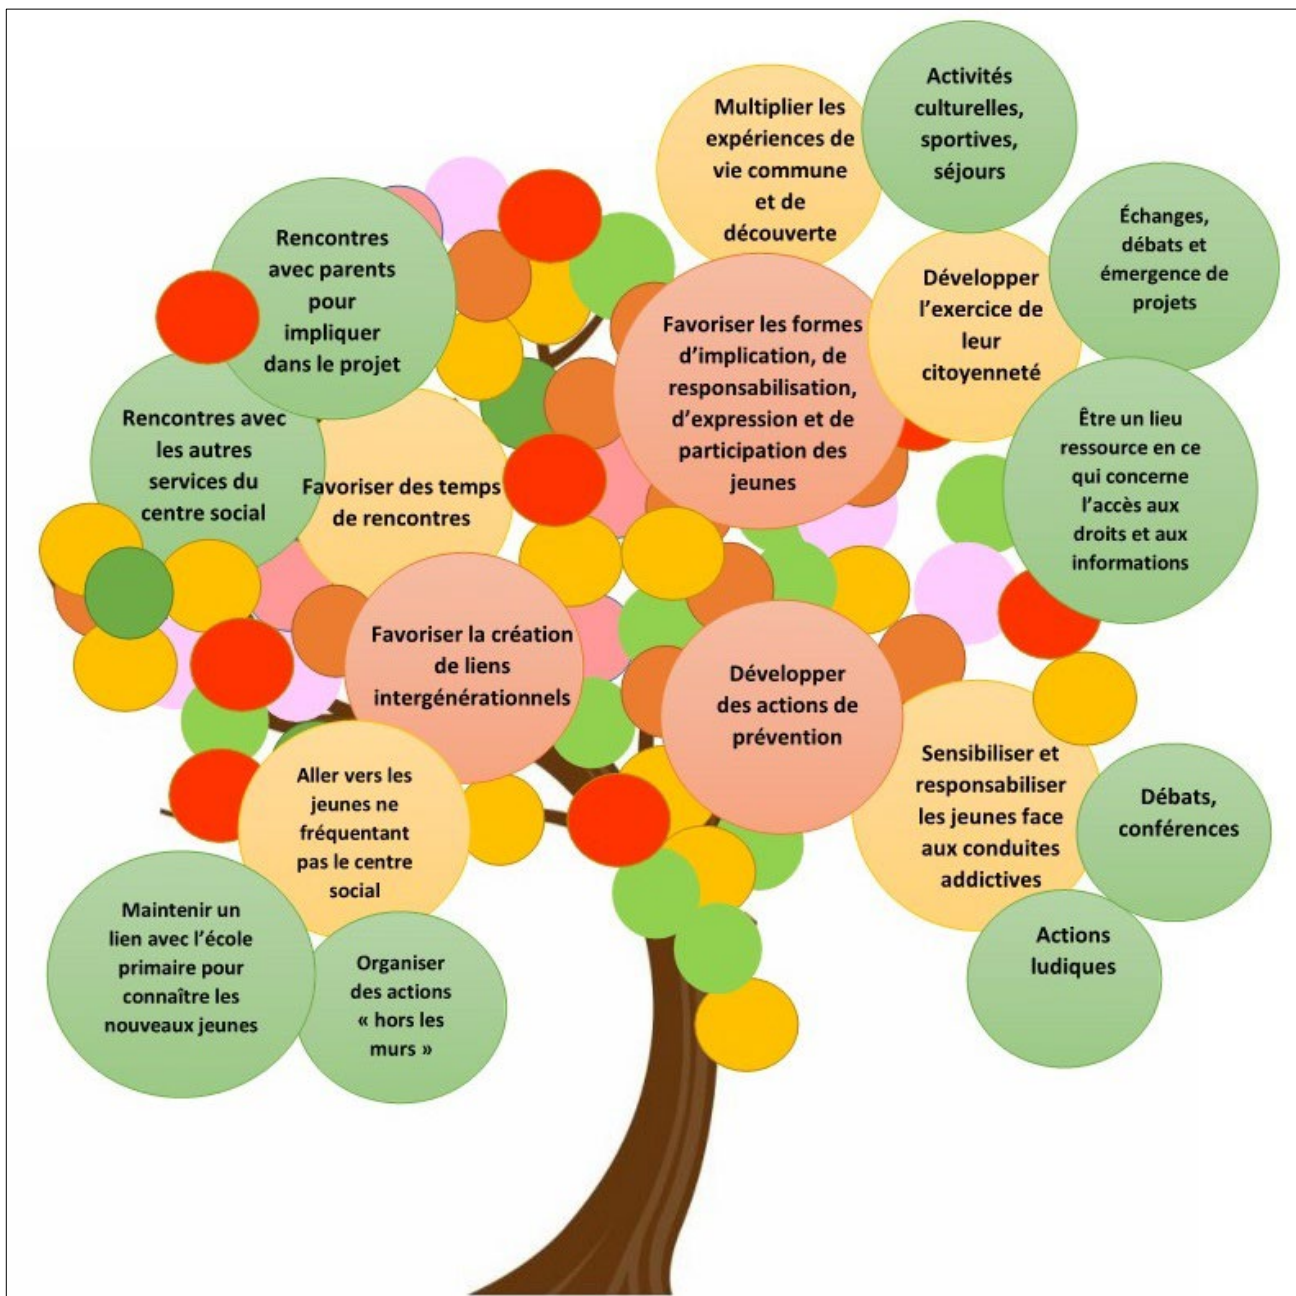 Activités
culturelles,
sportives,
séjours
Multiplier les
expériences de
vie commune
et de
découverte
Échanges,
débats et
émergence de
projets
Rencontres
avec parents
pour
impliquer
dans le projet
Développer
l'exercice de
leur
citoyenneté
Favoriser les formes
d'implication, de
responsabilisation,
d'expression et de
participation des
jeunes
Rencontres avec
les autres
services du
centre social
Être un lieu
ressource en ce
qui concerne
l'accès aux
droits et aux
informations
Favoriser des temps
de rencontres
Favoriser la création
de liens
intergénérationnels
Développer
des actions de
prévention
Sensibiliser et
responsabiliser
les jeunes face
aux conduites
addictives
Aller vers les
jeunes ne
fréquentant
pas le centre
social
Débats,
conférences
Maintenir un
lien avec l'école
primaire pour
connaître les
nouveaux jeunes
Organiser
des actions
« hors les
murs »
Actions
ludiques